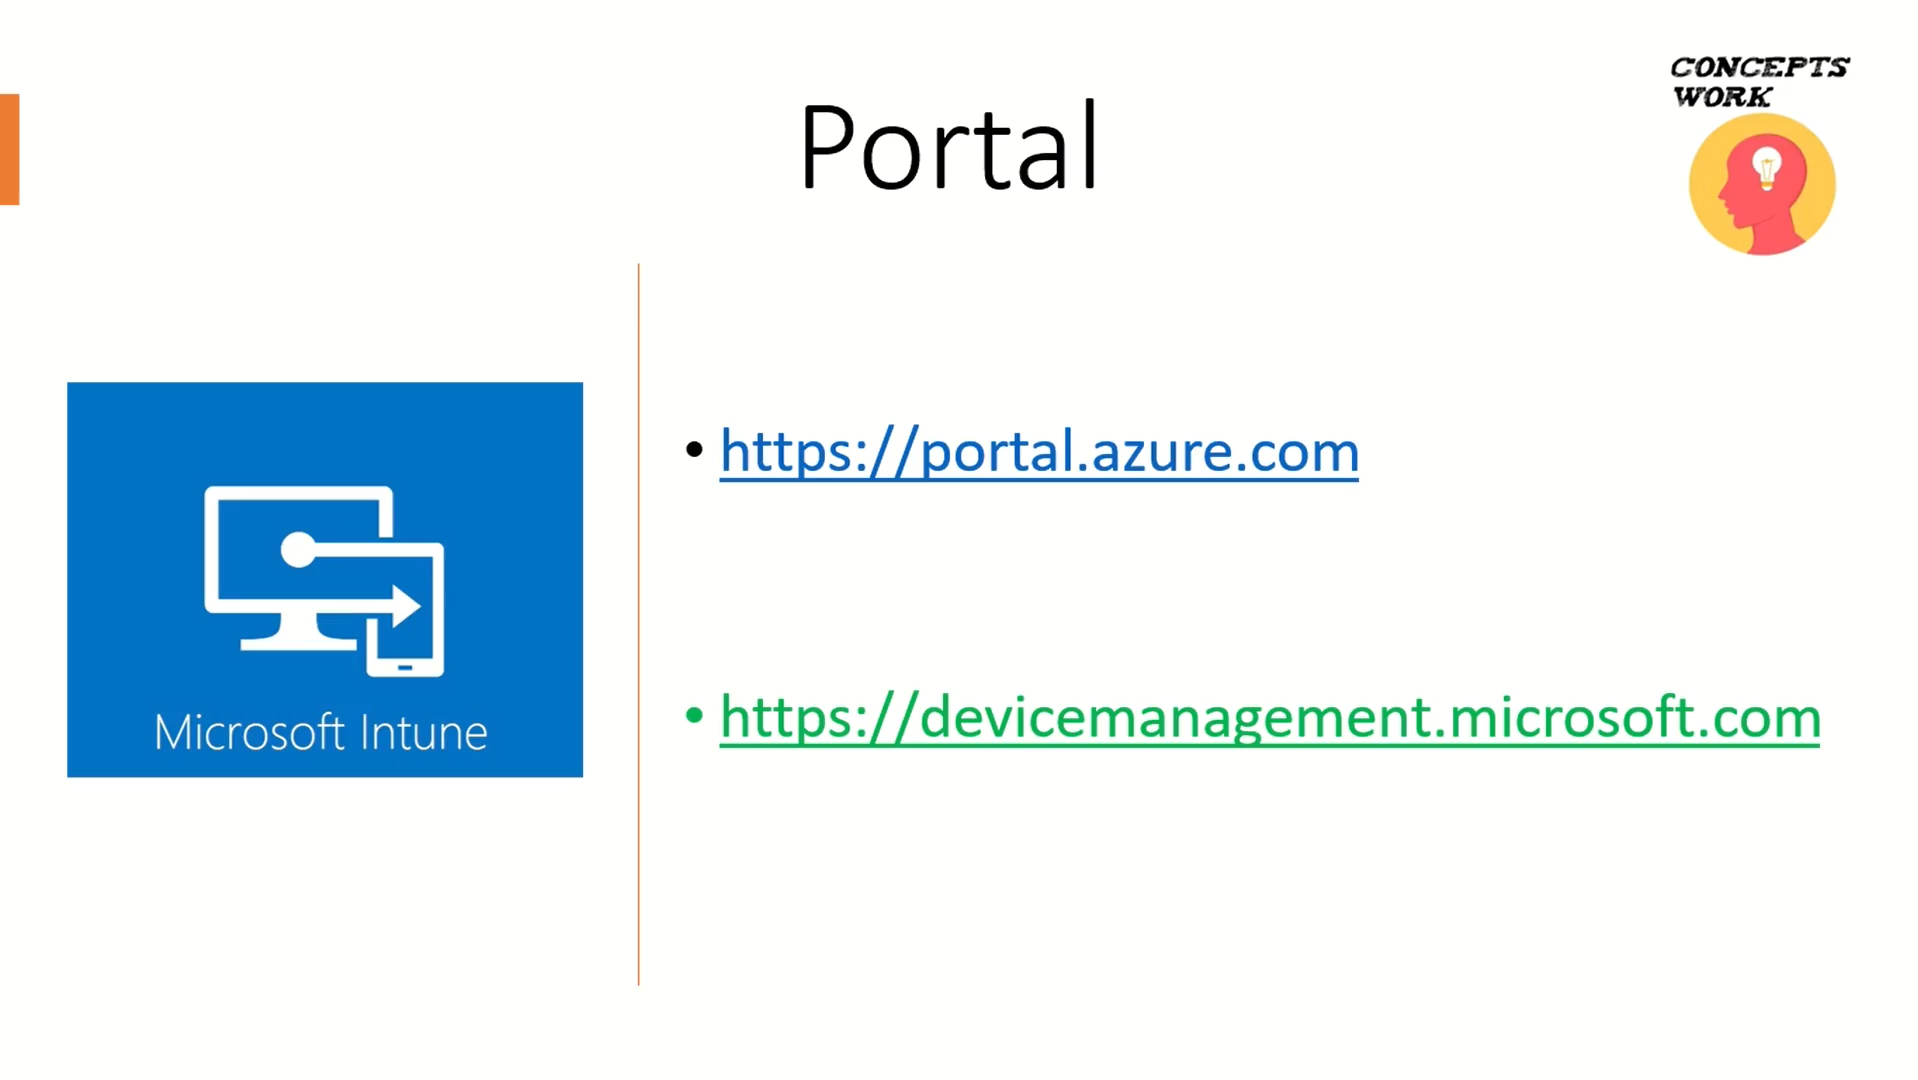 CONCEPTS
WORK
Portal
• https://portal.azure.com
• https://devicemanagement.microsoft.com
Microsoft Intune